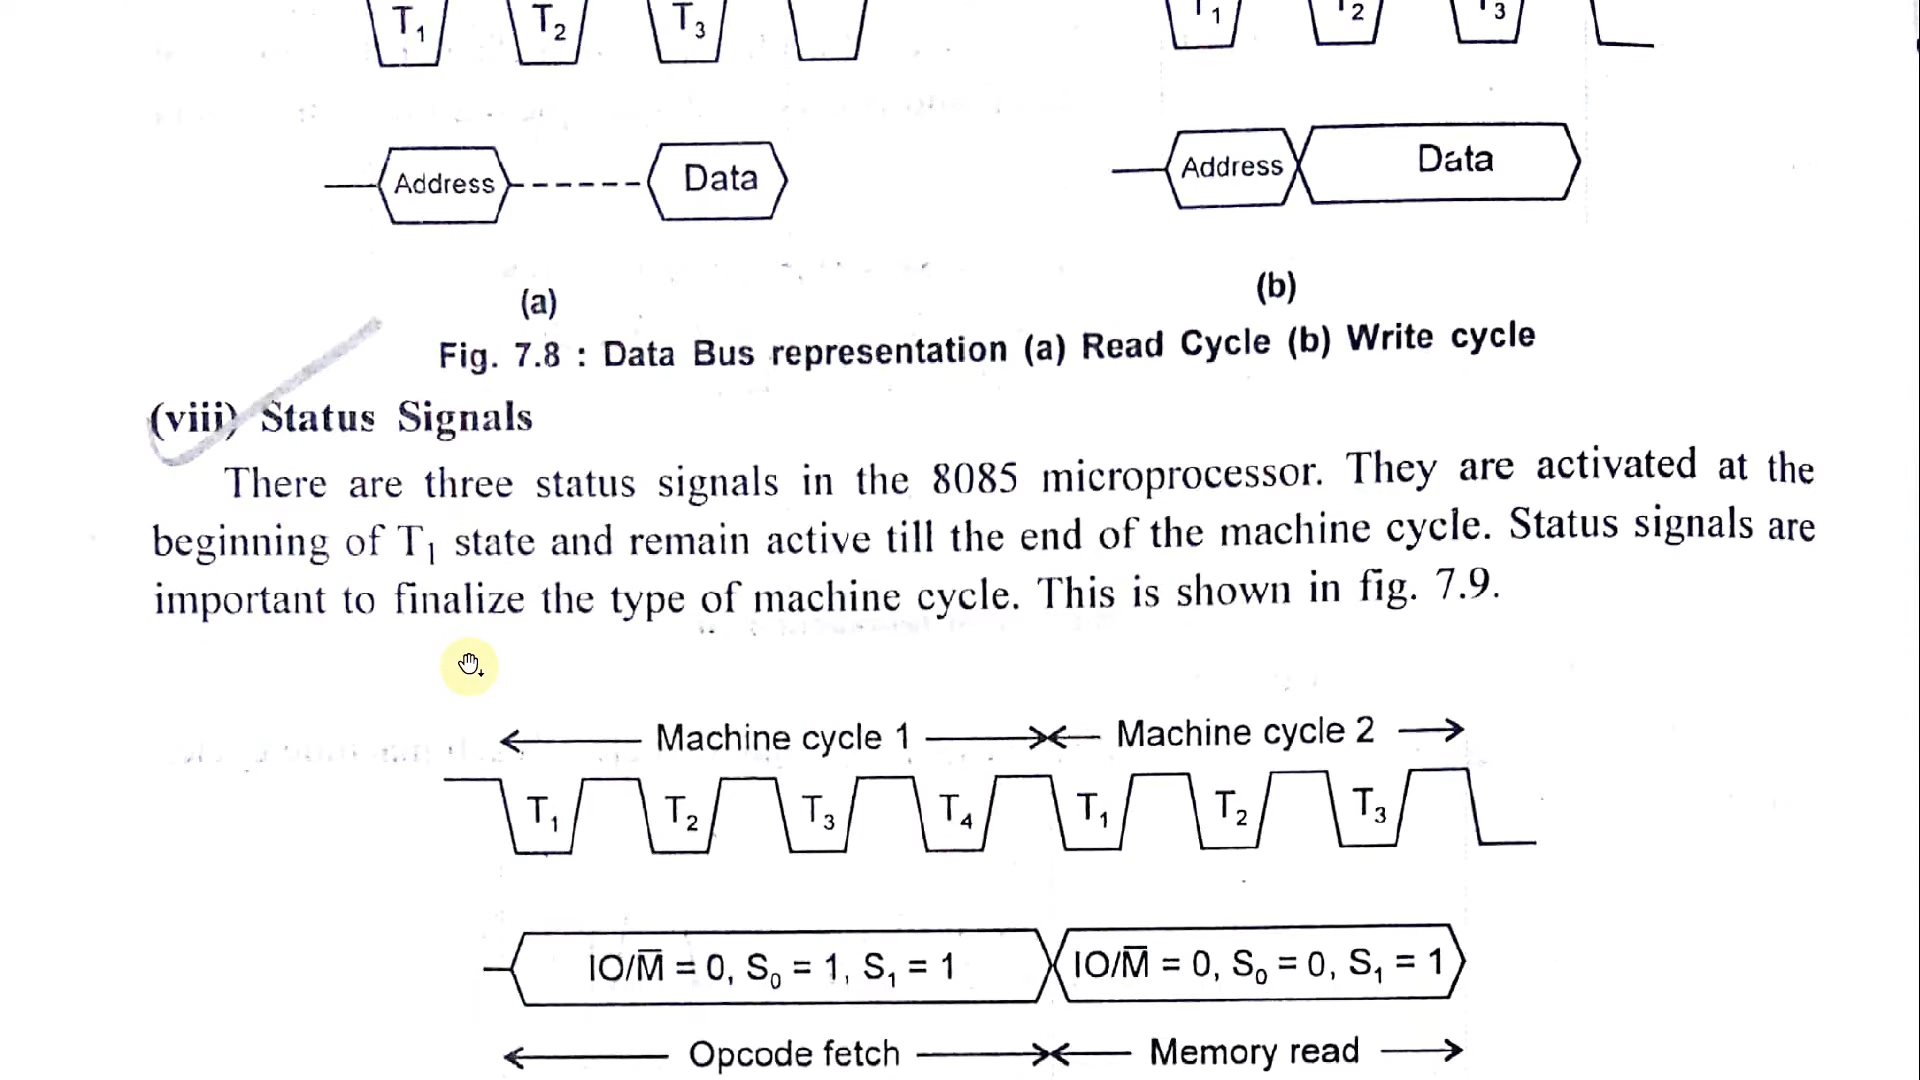 T₁ T₂ T₃
T₁ T₂ T₃
Address Data
Address Data
(a)
(b)
Fig. 7.8 : Data Bus representation (a) Read Cycle (b) Write cycle
(viii) Status Signals
There are three status signals in the 8085 microprocessor. They are activated at the
beginning of T₁ state and remain active till the end of the machine cycle. Status signals are
important to finalize the type of machine cycle. This is shown in fig. 7.9.
Machine cycle 1 Machine cycle 2
T₁ T₂ T₃ T₄ T₁ T₂ T₃
IO/M̅ = 0, S₀ = 1, S₁ = 1 IO/M̅ = 0, S₀ = 0, S₁ = 1
Opcode fetch Memory read